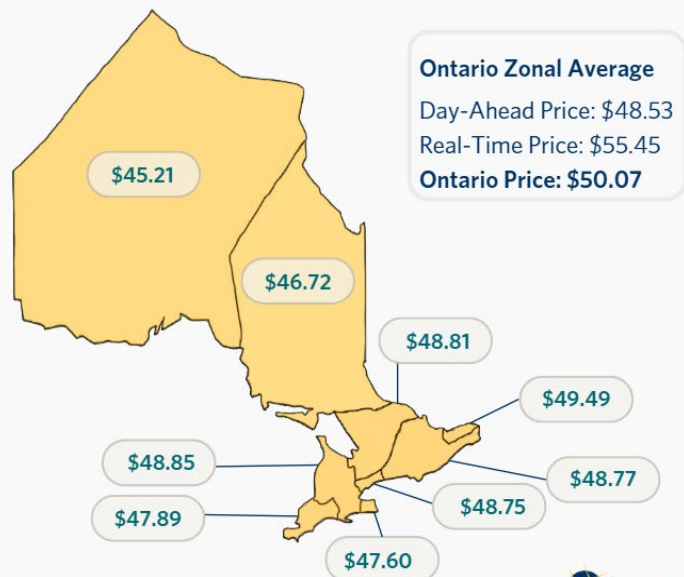 Ontario Zonal Average
Day-Ahead Price: $48.53
Real-Time Price: $55.45
Ontario Price: $50.07
$45.21
$46.72
$48.81
$49.49
$48.85
$48.77
$48.75
$47.89
$47.60